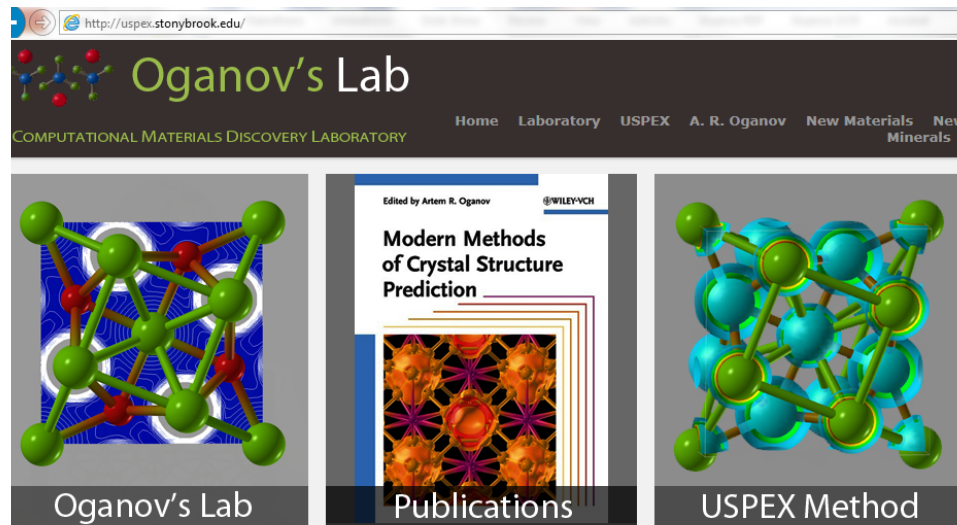 http://uspex.stonybrook.edu/
Oganov's Lab
COMPUTATIONAL MATERIALS DISCOVERY LABORATORY
Home Laboratory USPEX A. R. Oganov New Materials
Minerals
Edited by Artem R. Oganov
WILEY-VCH
Modern Methods
of Crystal Structure
Prediction
Oganov's Lab
Publications
USPEX Method